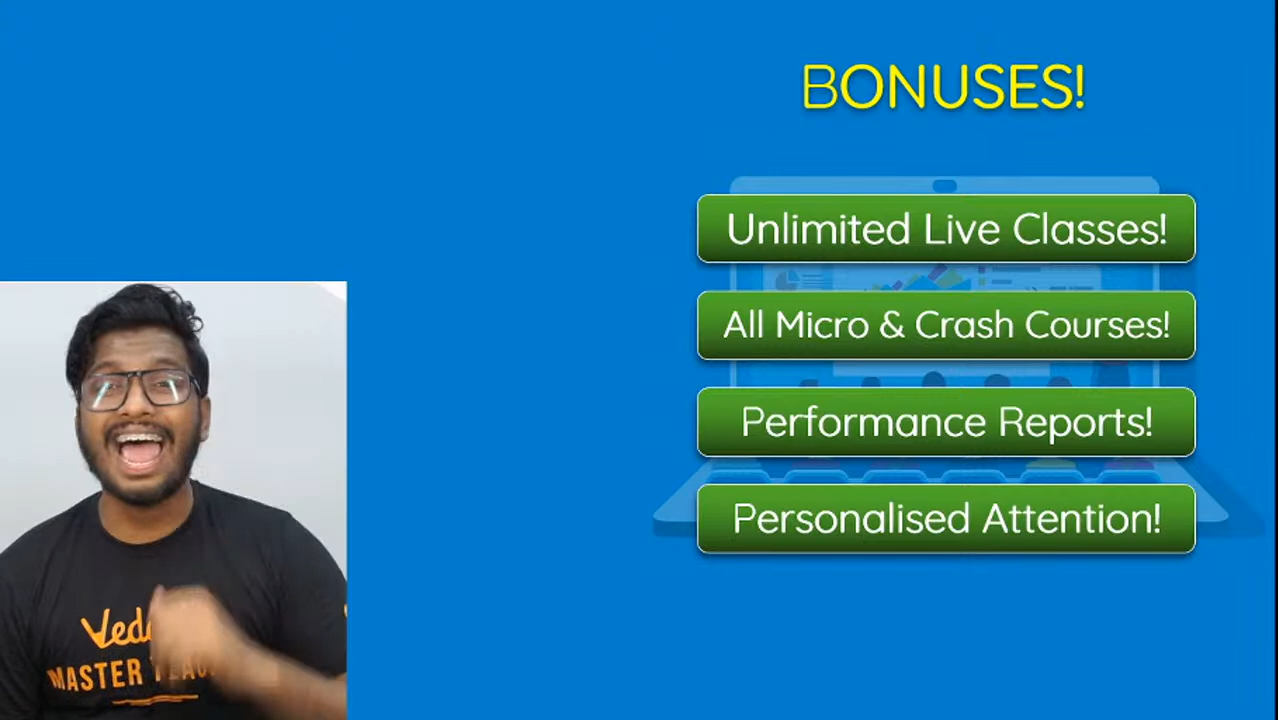 BONUSES!
Unlimited Live Classes!
All Micro & Crash Courses!
Performance Reports!
Personalised Attention!
MASTER